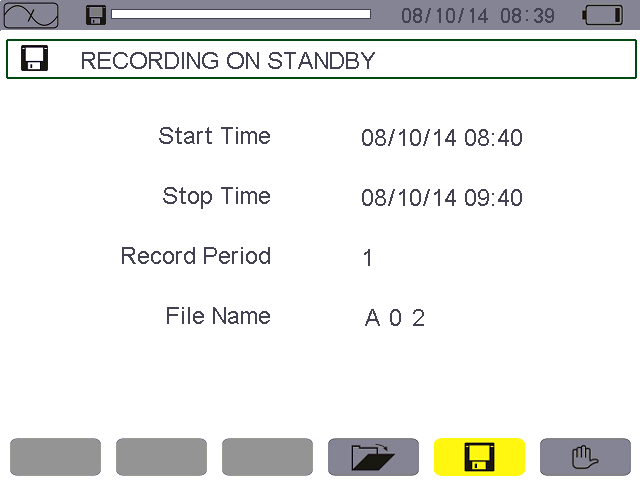 08/10/14 08:39
RECORDING ON STANDBY
Start Time 08/10/14 08:40
Stop Time 08/10/14 09:40
Record Period 1
File Name A 0 2